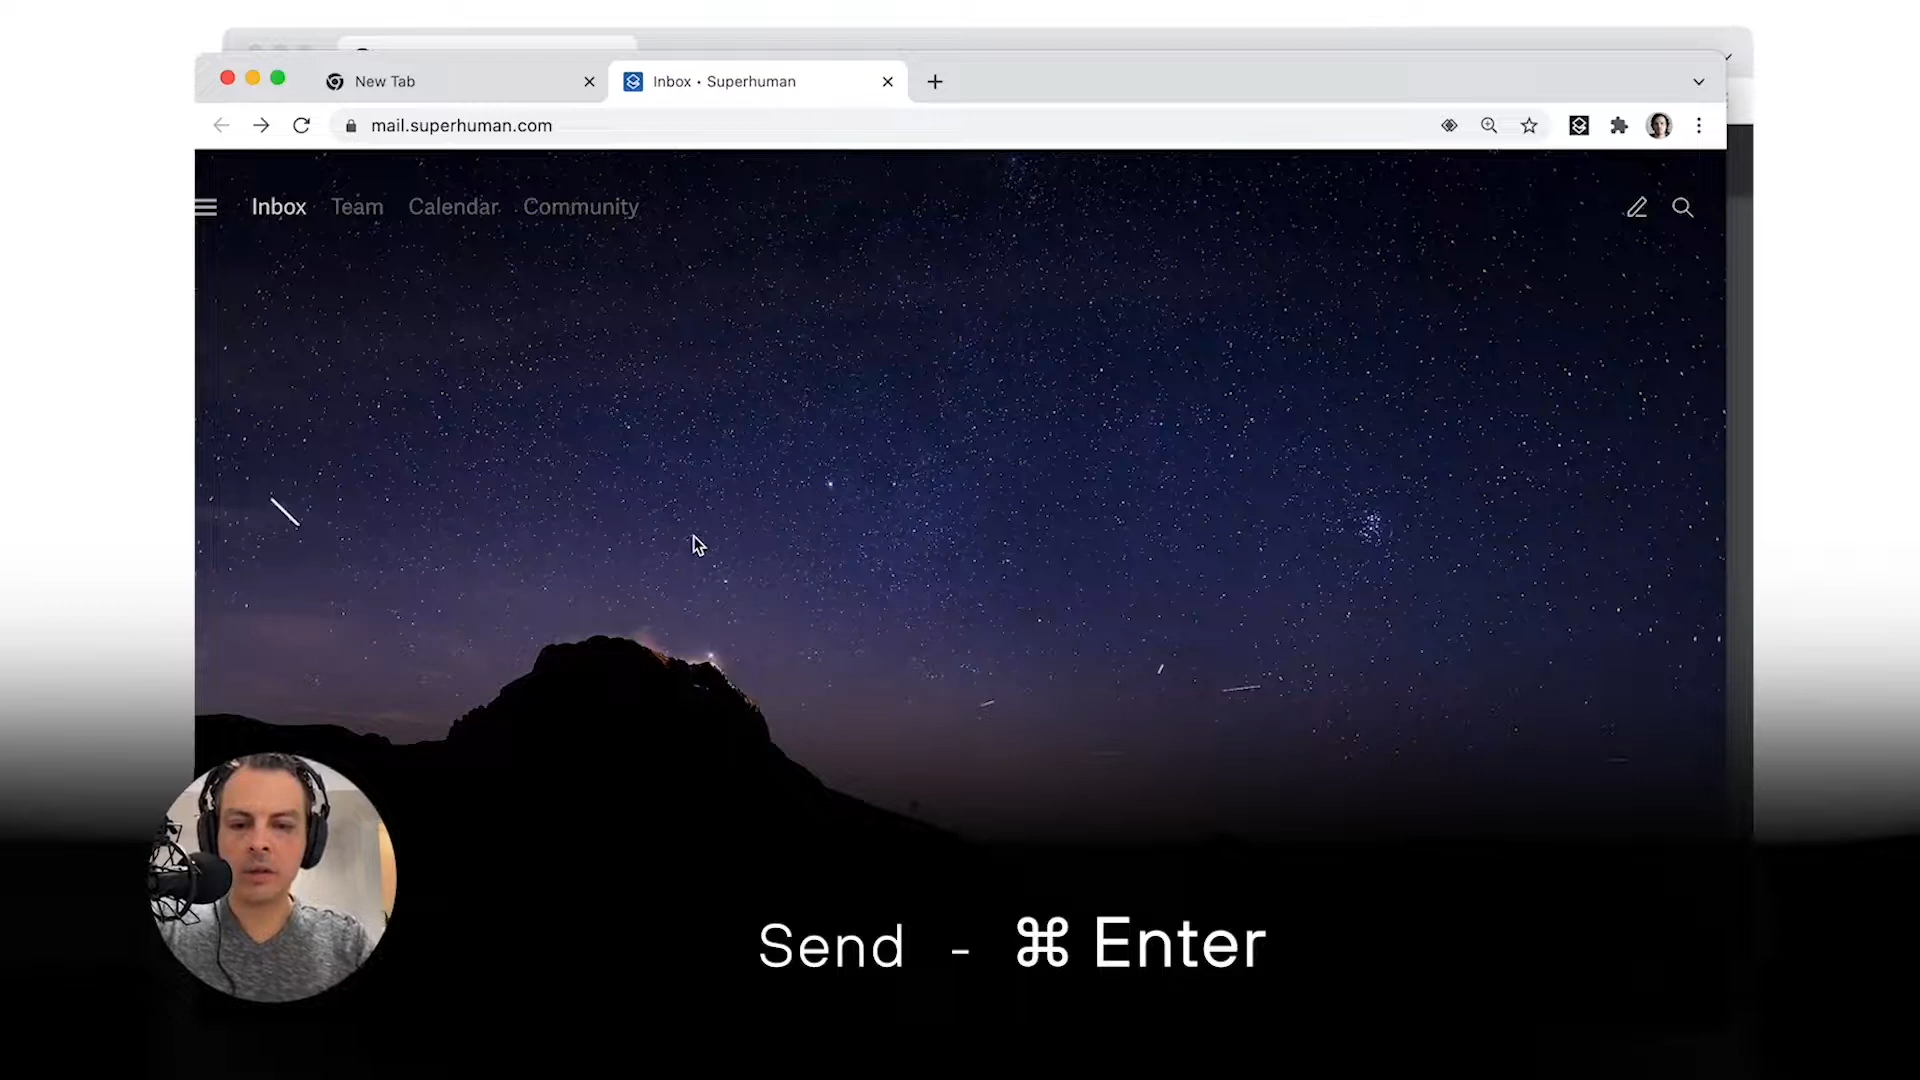 New Tab
Inbox • Superhuman
mail.superhuman.com
Inbox Team Calendar Community
Send - ⌘ Enter